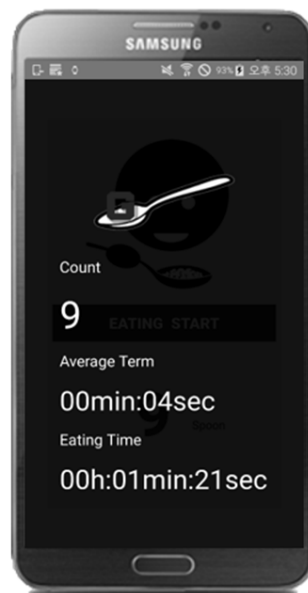 SAMSUNG
93% 오후 5:30
Count
9
EATING START
Average Term
00min:04sec
9 Spoon
Eating Time
00h:01min:21sec